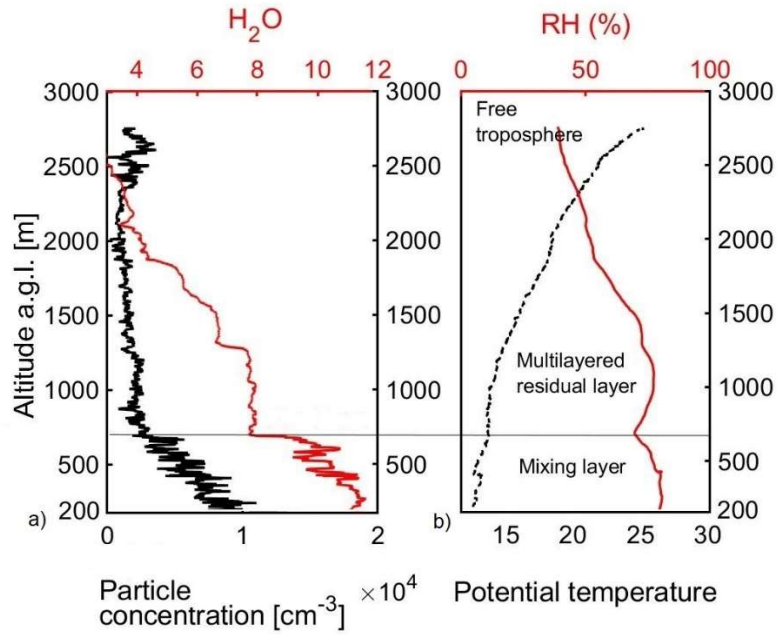 H2O
RH (%)
4 6 8 10 12
0 50 100
3000 3000 3000
Free
troposphere
2500 2500 2500
2000 2000 2000
Altitude a.g.l. [m]
1500 1500 1500
Multilayered
residual layer
1000 1000 1000
500 500 500
Mixing layer
200 200 200
a) b)
0 1 2
15 20 25 30
Particle
concentration [cm-3]
×10^4
Potential temperature